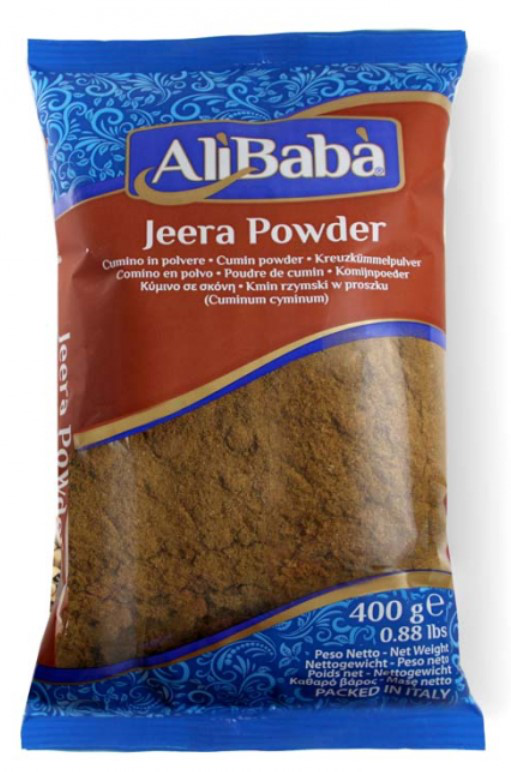 AlìBabà®
Jeera Powder
Cumino in polvere • Cumin powder • Kreuzkümmelpulver
Comino en polvo • Poudre de cumin • Komijnpoeder
Κύμινο σε σκόνη • Kmin rzymski w proszku
(Cuminum cyminum)
Jeera Powder
400 g ℮
0.88 lbs
Peso Netto - Net Weight
Nettogewicht - Peso neto
Poids net - Nettogewicht
Καθαρό βάρος - Masę netto
PACKED IN ITALY